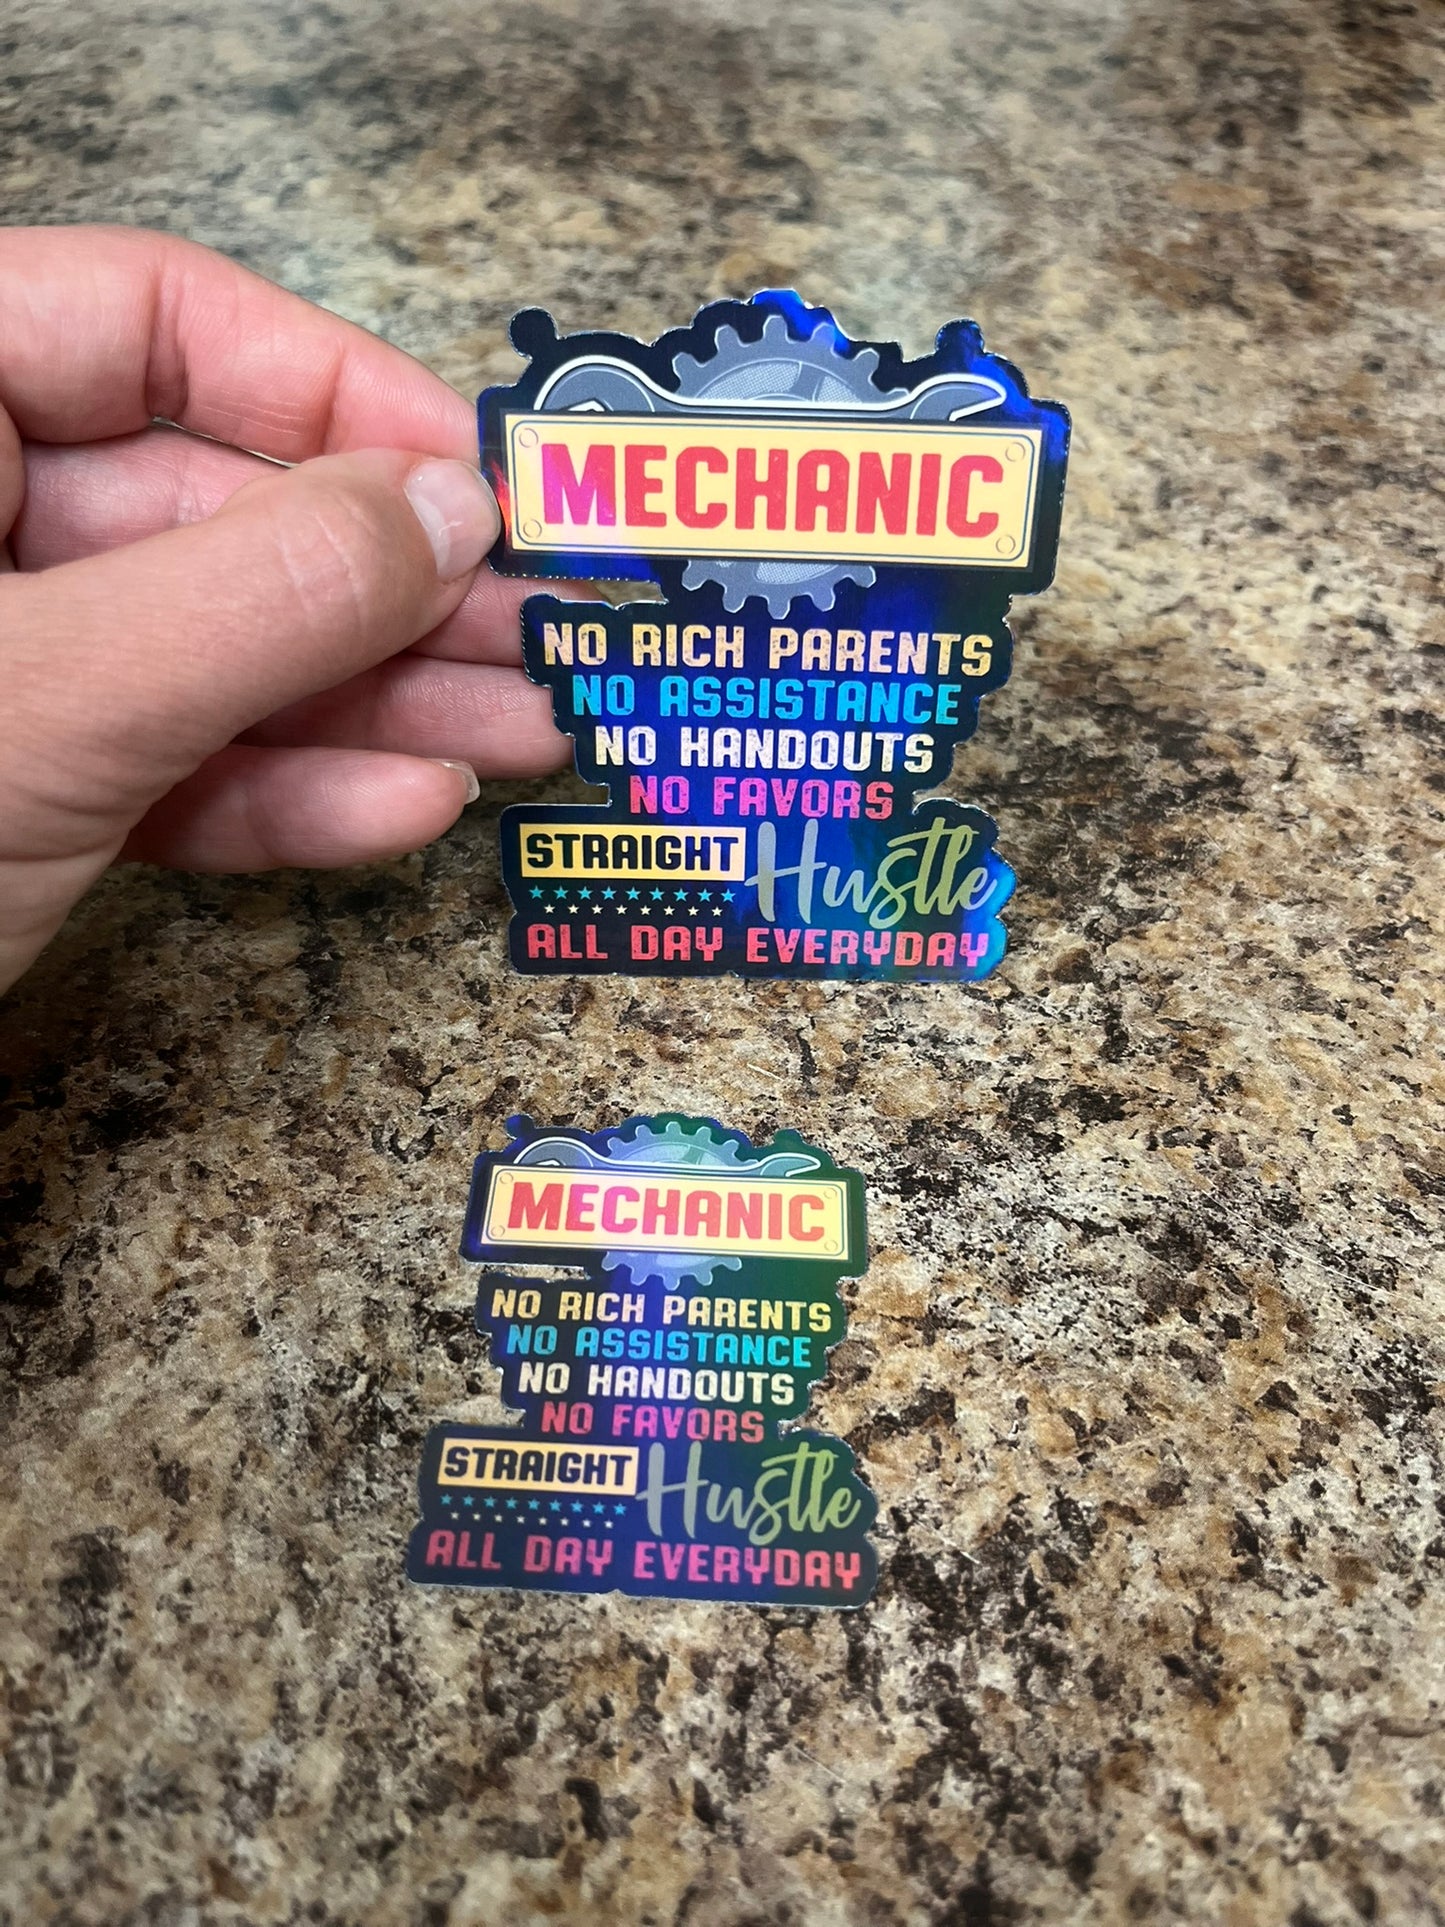 MECHANIC
NO RICH PARENTS
NO ASSISTANCE
NO HANDOUTS
NO FAVORS
STRAIGHT Hustle
ALL DAY EVERYDAY
MECHANIC
NO RICH PARENTS
NO ASSISTANCE
NO HANDOUTS
NO FAVORS
STRAIGHT Hustle
ALL DAY EVERYDAY